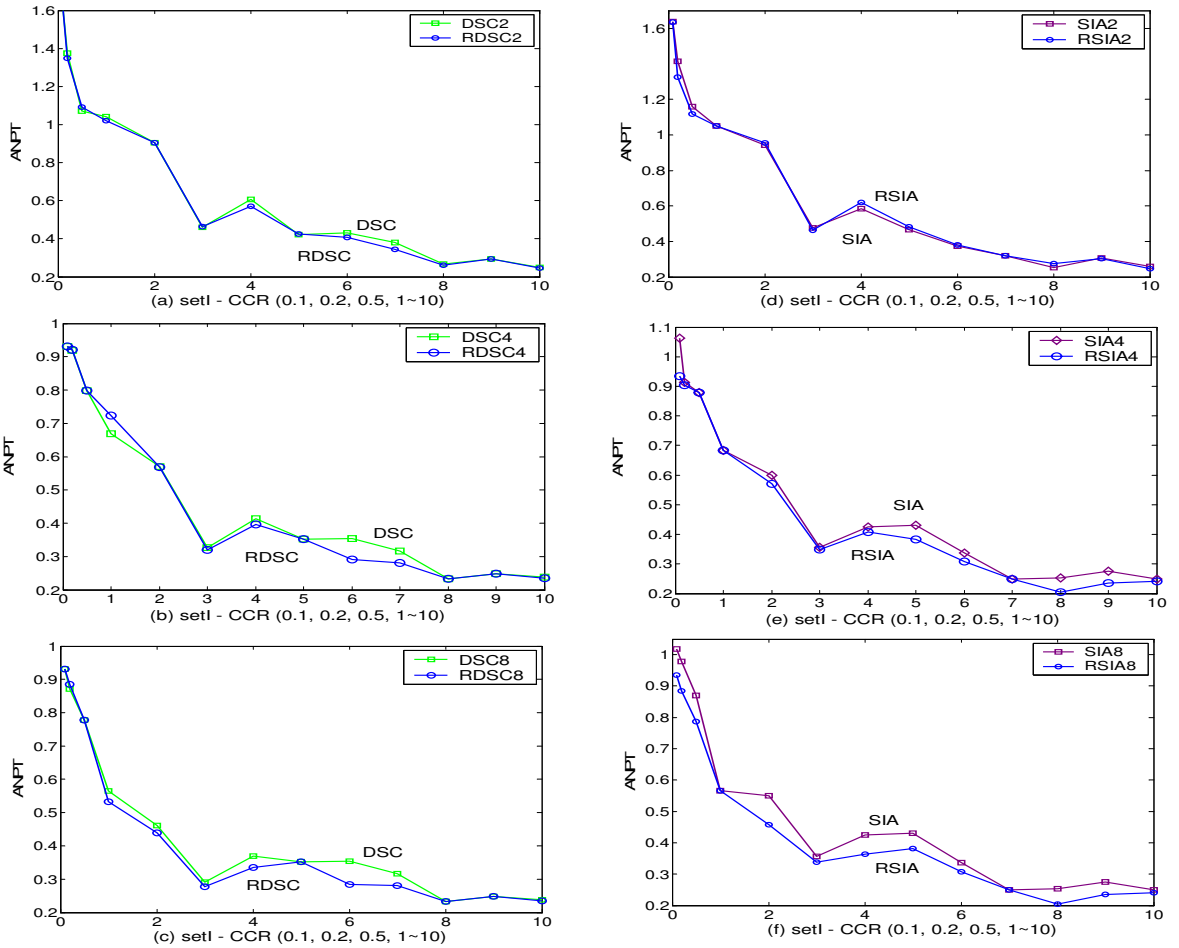 1.6
1.4
1.2
1
0.8
0.6
0.4
0.2
ANPT
DSC2
RDSC2
DSC
RDSC
0 2 4 6 8 10
(a) setI - CCR (0.1, 0.2, 0.5, 1~10)
1.6
1.2
1
0.8
0.6
0.4
0.2
ANPT
SIA2
RSIA2
RSIA
SIA
0 2 4 6 8 10
(d) setI - CCR (0.1, 0.2, 0.5, 1~10)
1
0.9
0.8
0.7
0.6
0.5
0.4
0.3
0.2
ANPT
DSC4
RDSC4
DSC
RDSC
0 1 2 3 4 5 6 7 8 9 10
(b) setI - CCR (0.1, 0.2, 0.5, 1~10)
1.1
1
0.9
0.8
0.7
0.6
0.5
0.4
0.3
0.2
ANPT
SIA4
RSIA4
SIA
RSIA
0 1 2 3 4 5 6 7 8 9 10
(e) setI - CCR (0.1, 0.2, 0.5, 1~10)
1
0.9
0.8
0.7
0.6
0.5
0.4
0.3
0.2
ANPT
DSC8
RDSC8
DSC
RDSC
0 2 4 6 8 10
(c) setI - CCR (0.1, 0.2, 0.5, 1~10)
1
0.9
0.8
0.7
0.6
0.5
0.4
0.3
0.2
ANPT
SIA8
RSIA8
SIA
RSIA
0 2 4 6 8 10
(f) setI - CCR (0.1, 0.2, 0.5, 1~10)